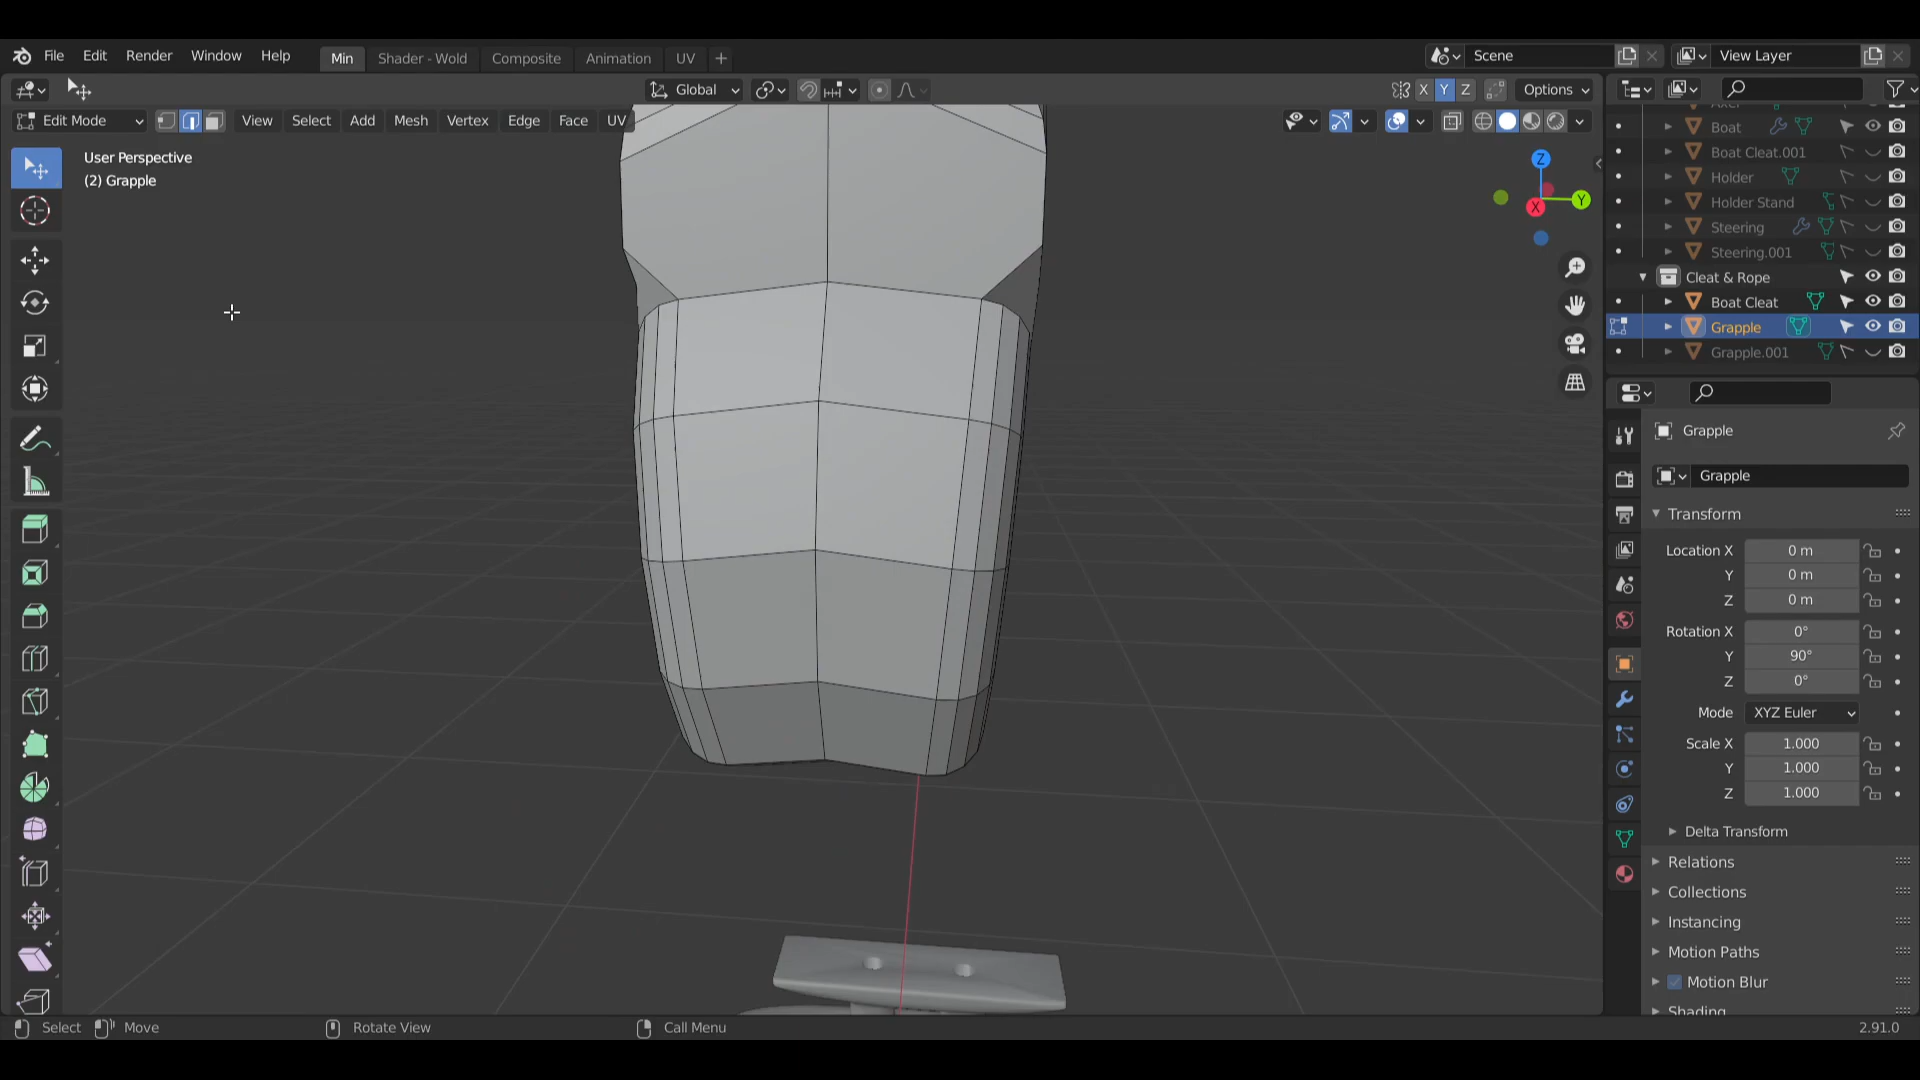 File Edit Render Window Help Min Shader - Wold Composite Animation UV + Scene View Layer
Global X Y Z Options
Edit Mode View Select Add Mesh Vertex Edge Face UV
User Perspective
(2) Grapple
Z
Y
X
Boat
Boat Cleat.001
Holder
Holder Stand
Steering
Steering.001
Cleat & Rope
Boat Cleat
Grapple
Grapple.001
Grapple
Grapple
Transform
Location X 0 m
Y 0 m
Z 0 m
Rotation X 0°
Y 90°
Z 0°
Mode XYZ Euler
Scale X 1.000
Y 1.000
Z 1.000
Delta Transform
Relations
Collections
Instancing
Motion Paths
Motion Blur
Shading
Select Move Rotate View Call Menu 2.91.0